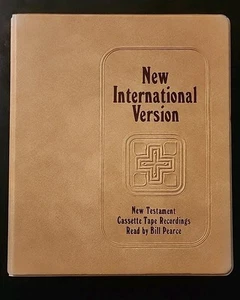 New
International
Version
New Testament
Cassette Tape Recordings
Read by Bill Pearce